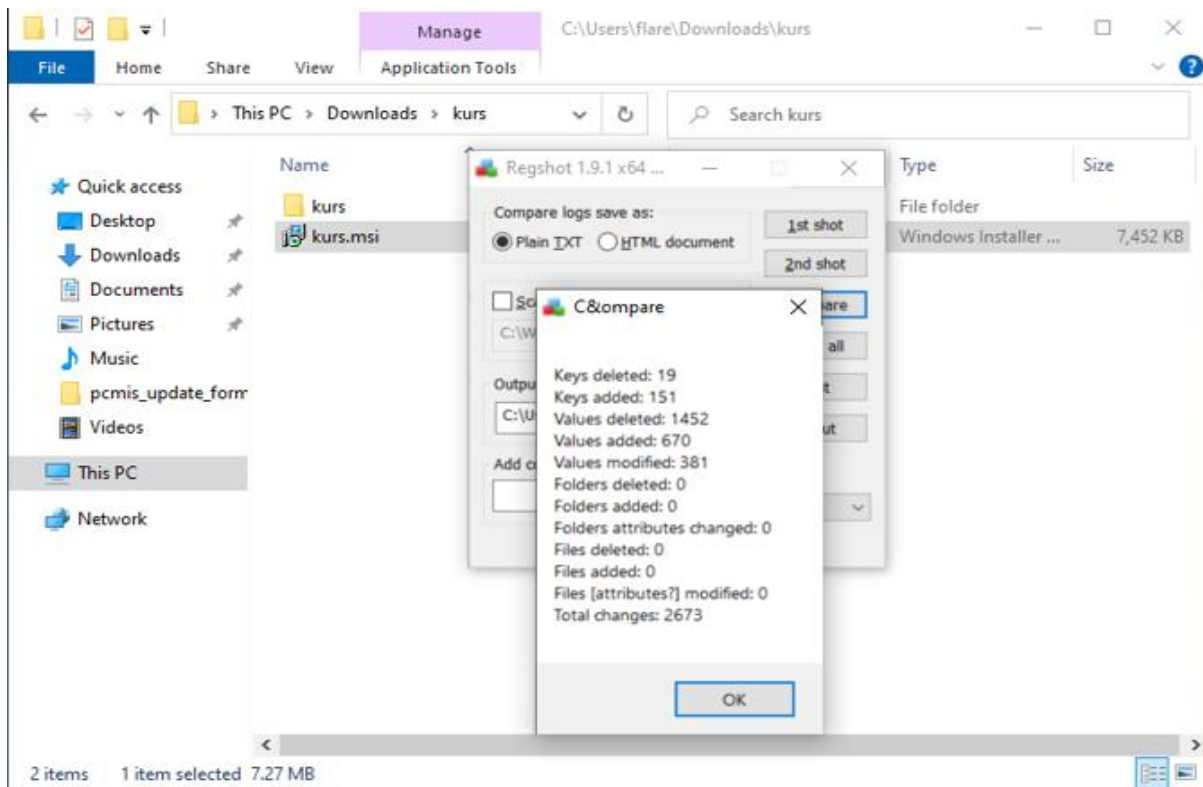 Manage
C:\Users\flare\Downloads\kurs
File Home Share View Application Tools
This PC > Downloads > kurs
Search kurs
Name Type Size
Quick access
Desktop
Downloads
Documents
Pictures
Music
pcmis_update_form
Videos
This PC
Network
kurs File folder
kurs.msi Windows Installer ... 7,452 KB
Regshot 1.9.1 x64 ...
Compare logs save as:
Plain TXT HTML document
1st shot
2nd shot
C&ompare
Keys deleted: 19
Keys added: 151
Values deleted: 1452
Values added: 670
Values modified: 381
Folders deleted: 0
Folders added: 0
Folders attributes changed: 0
Files deleted: 0
Files added: 0
Files [attributes?] modified: 0
Total changes: 2673
OK
all
2 items 1 item selected 7.27 MB